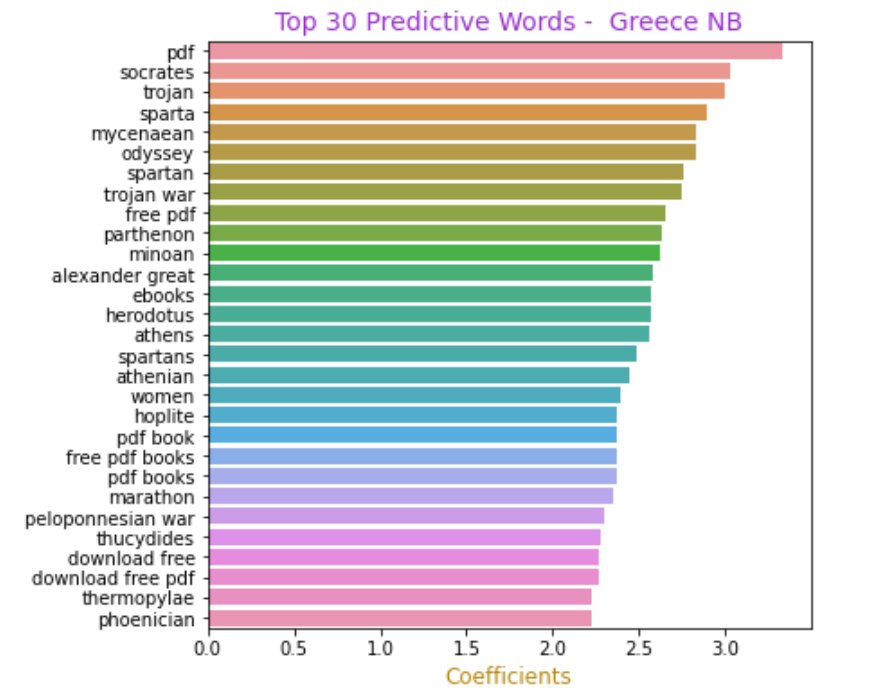 Top 30 Predictive Words -  Greece NB
pdf
socrates
trojan
sparta
mycenaean
odyssey
spartan
trojan war
free pdf
parthenon
minoan
alexander great
ebooks
herodotus
athens
spartans
athenian
women
hoplite
pdf book
free pdf books
pdf books
marathon
peloponnesian war
thucydides
download free
download free pdf
thermopylae
phoenician
0.0 0.5 1.0 1.5 2.0 2.5 3.0
Coefficients